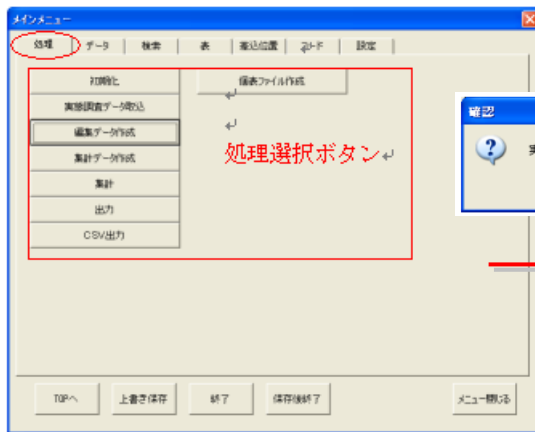 メインメニュー
処理 データ 検索 表 差込位置 コード 設定
初期化 個表ファイル作成
実態調査データ取込
編集データ作成
集計データ作成
集計
出力
CSV出力
処理選択ボタン
確認
実
TOPへ 上書き保存 終了 保存後終了 メニュー閉じる